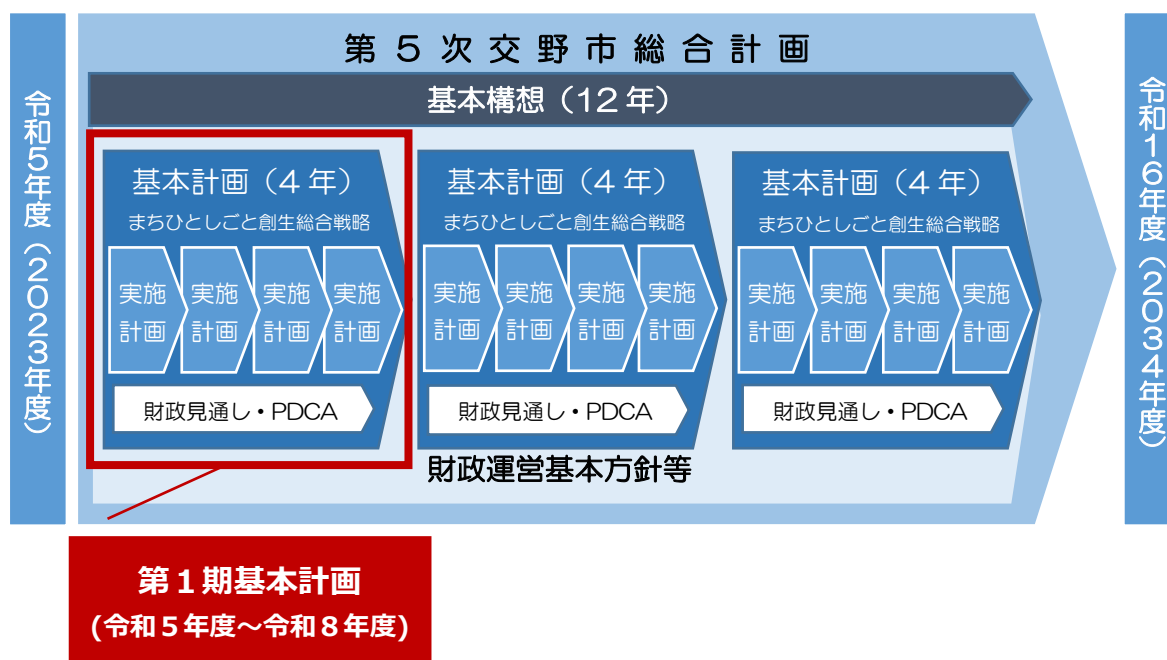 第５次交野市総合計画
令和５年度（２０２３年度）
基本構想（12年）
基本計画（４年）
まちひとしごと創生総合戦略
実施計画
実施計画
実施計画
実施計画
財政見通し・PDCA
基本計画（４年）
まちひとしごと創生総合戦略
実施計画
実施計画
実施計画
実施計画
財政見通し・PDCA
基本計画（４年）
まちひとしごと創生総合戦略
実施計画
実施計画
実施計画
実施計画
財政見通し・PDCA
財政運営基本方針等
令和１６年度（２０３４年度）
第１期基本計画
(令和５年度～令和８年度)